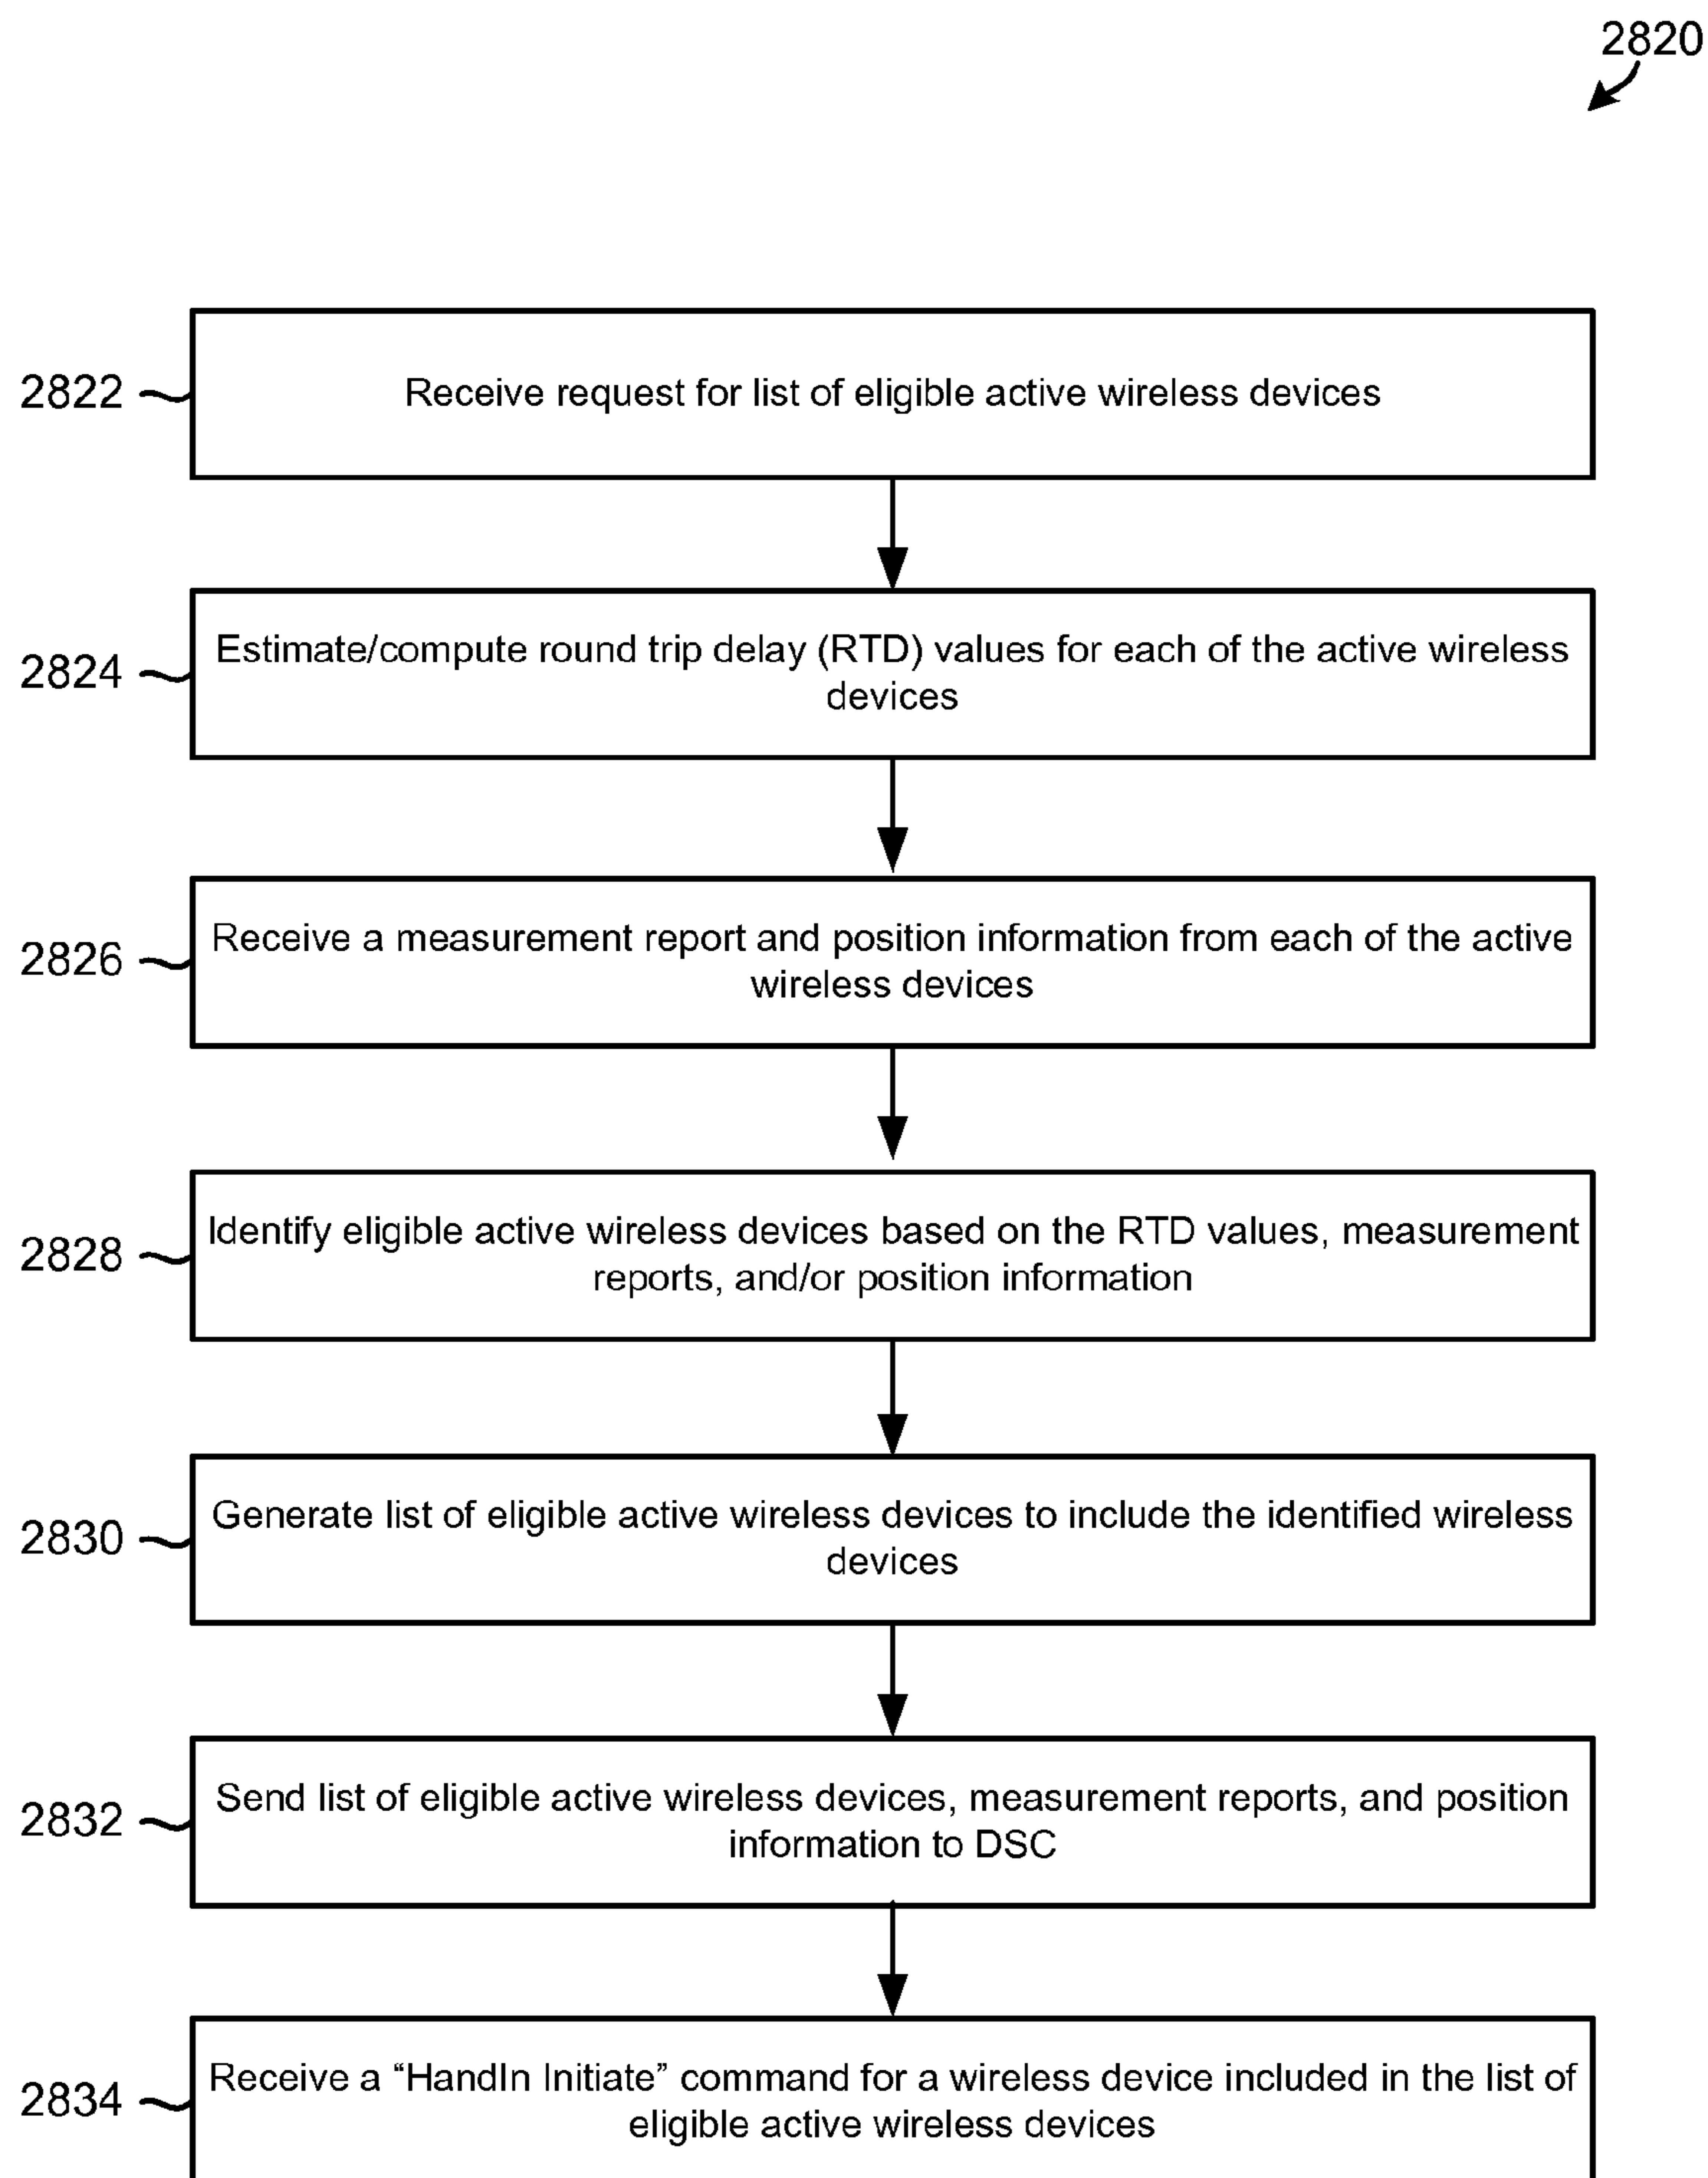 2820
2822
Receive request for list of eligible active wireless devices
2824
Estimate/compute round trip delay (RTD) values for each of the active wireless
devices
2826
Receive a measurement report and position information from each of the active
wireless devices
2828
Identify eligible active wireless devices based on the RTD values, measurement
reports, and/or position information
2830
Generate list of eligible active wireless devices to include the identified wireless
devices
2832
Send list of eligible active wireless devices, measurement reports, and position
information to DSC
2834
Receive a “HandIn Initiate” command for a wireless device included in the list of
eligible active wireless devices